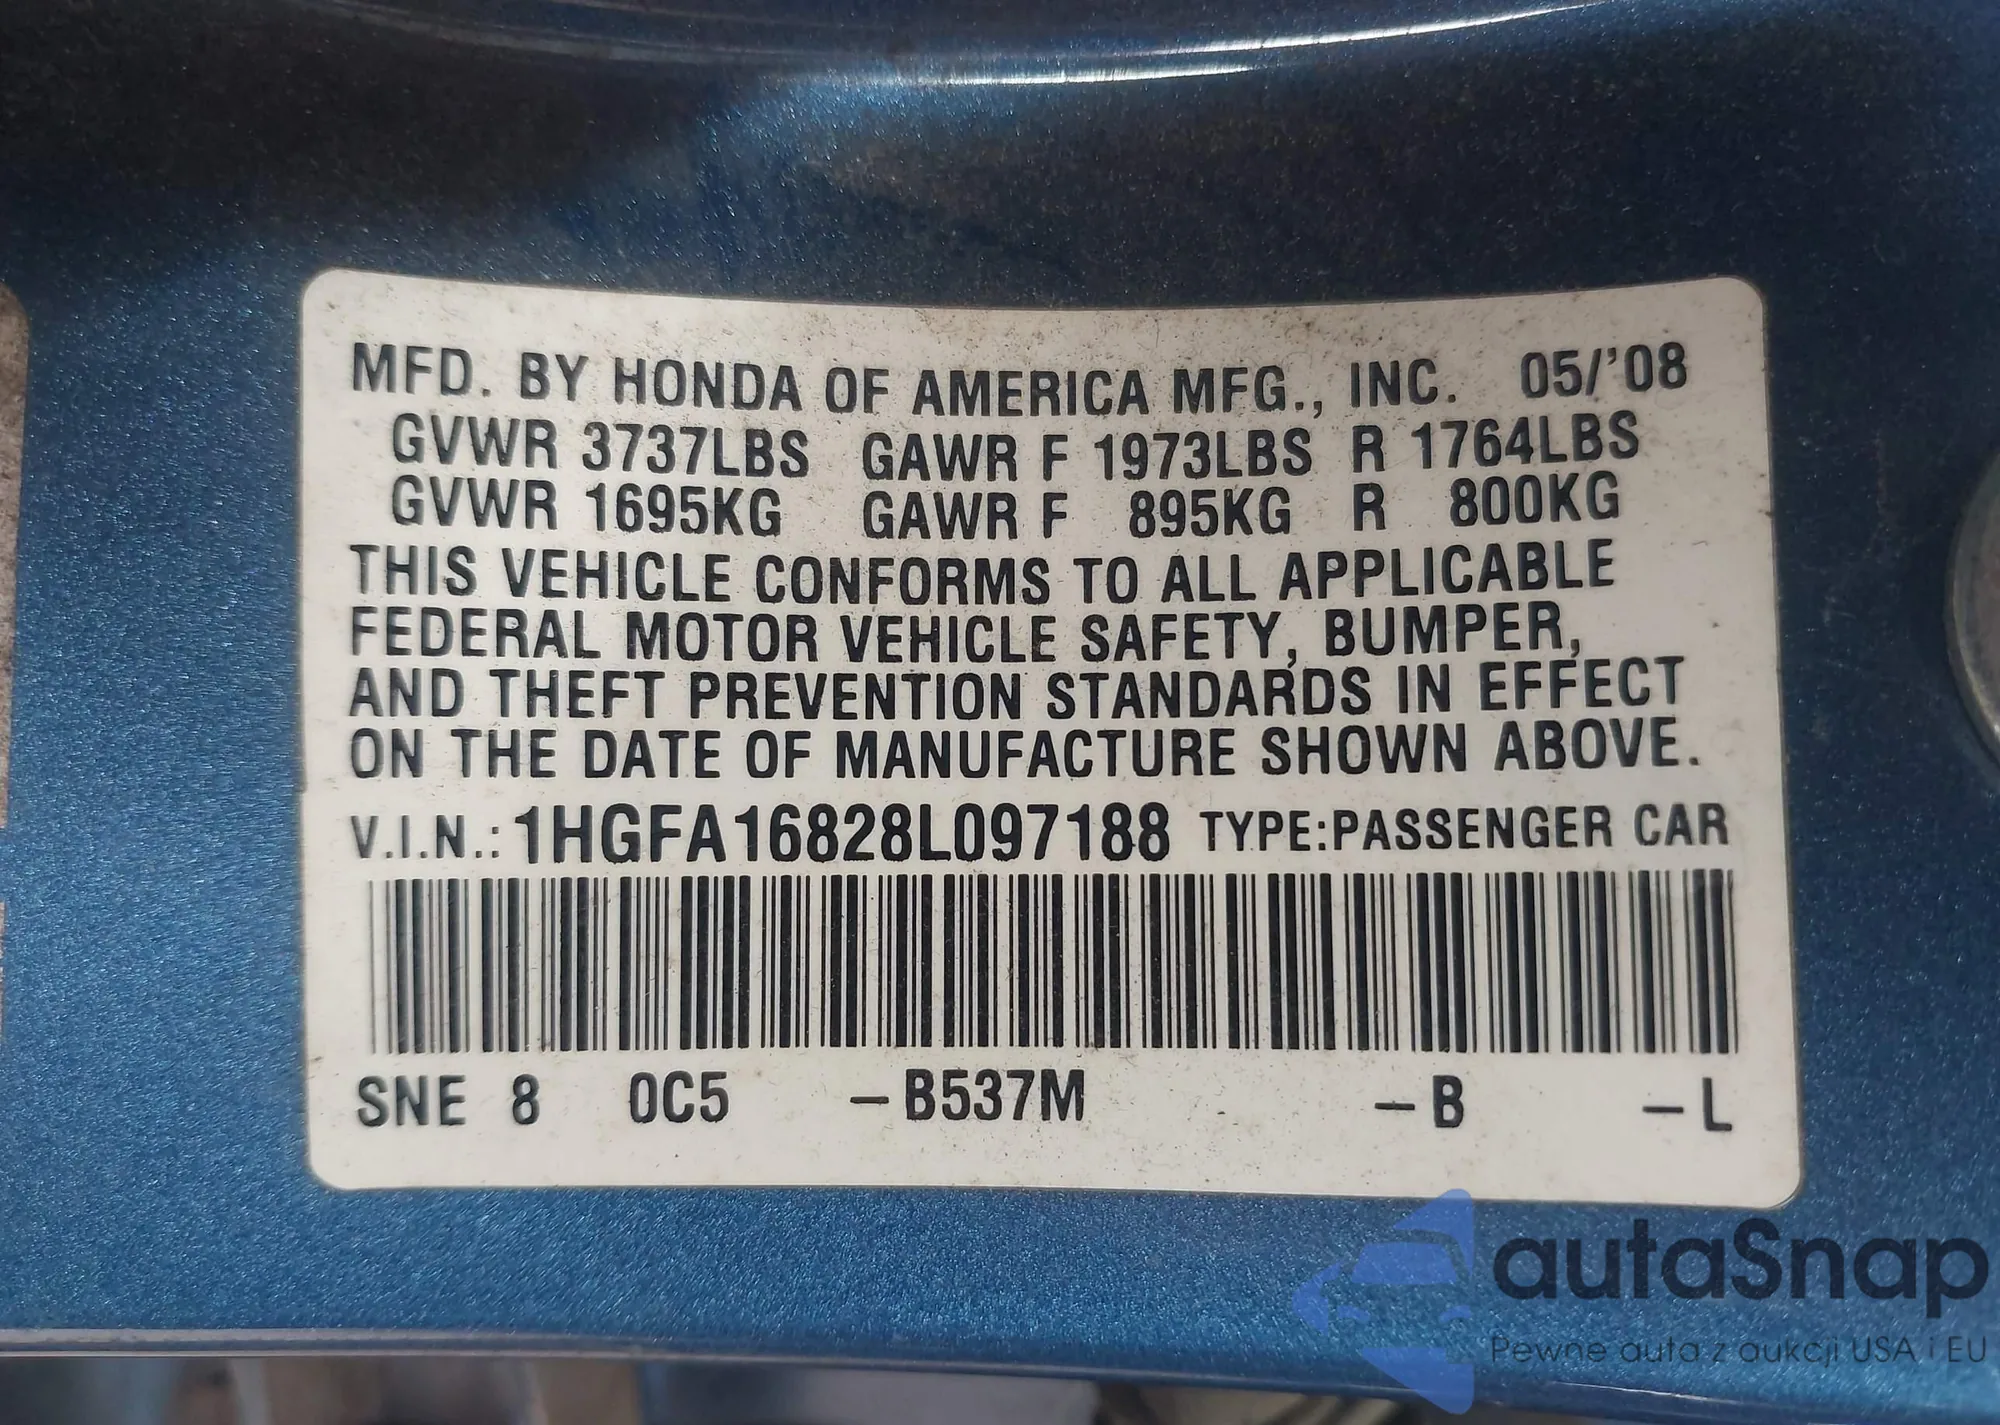 MFD. BY HONDA OF AMERICA MFG., INC. 05/'08
GVWR 3737LBS GAWR F 1973LBS R 1764LBS
GVWR 1695KG GAWR F 895KG R 800KG
THIS VEHICLE CONFORMS TO ALL APPLICABLE
FEDERAL MOTOR VEHICLE SAFETY, BUMPER,
AND THEFT PREVENTION STANDARDS IN EFFECT
ON THE DATE OF MANUFACTURE SHOWN ABOVE.
V.I.N.: 1HGFA16828L097188 TYPE:PASSENGER CAR
SNE 8 0C5 –B537M –B –L
autaSnap
Pewne auta z aukcji USA i EU